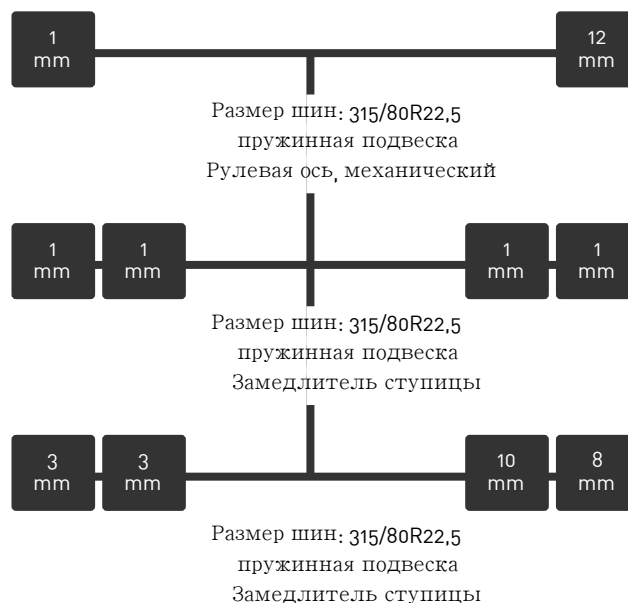 1
mm
12
mm
Размер шин: 315/80R22,5
пружинная подвеска
Рулевая ось, механический
1
mm
1
mm
1
mm
1
mm
Размер шин: 315/80R22,5
пружинная подвеска
Замедлитель ступицы
3
mm
3
mm
10
mm
8
mm
Размер шин: 315/80R22,5
пружинная подвеска
Замедлитель ступицы